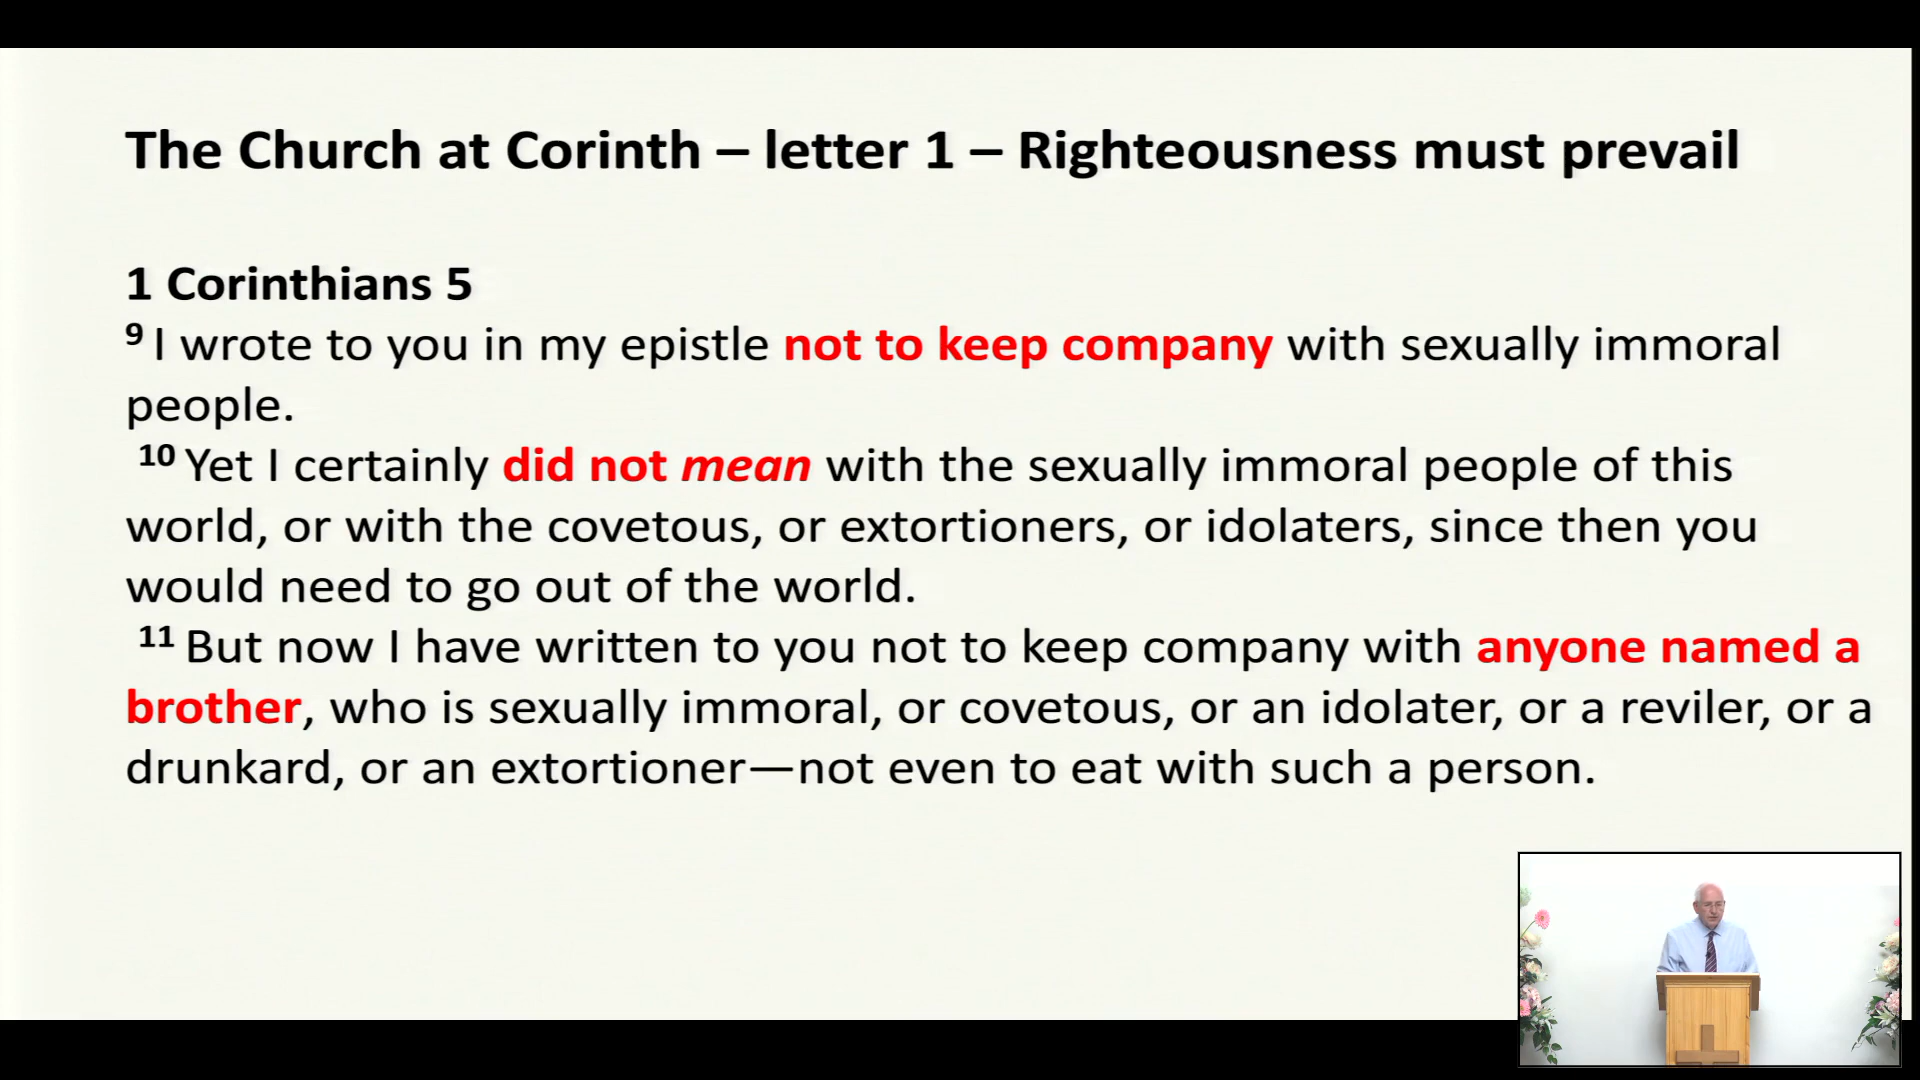 The Church at Corinth – letter 1 – Righteousness must prevail
1 Corinthians 5
9 I wrote to you in my epistle not to keep company with sexually immoral
people.
10 Yet I certainly did not mean with the sexually immoral people of this
world, or with the covetous, or extortioners, or idolaters, since then you
would need to go out of the world.
11 But now I have written to you not to keep company with anyone named a
brother, who is sexually immoral, or covetous, or an idolater, or a reviler, or a
drunkard, or an extortioner—not even to eat with such a person.